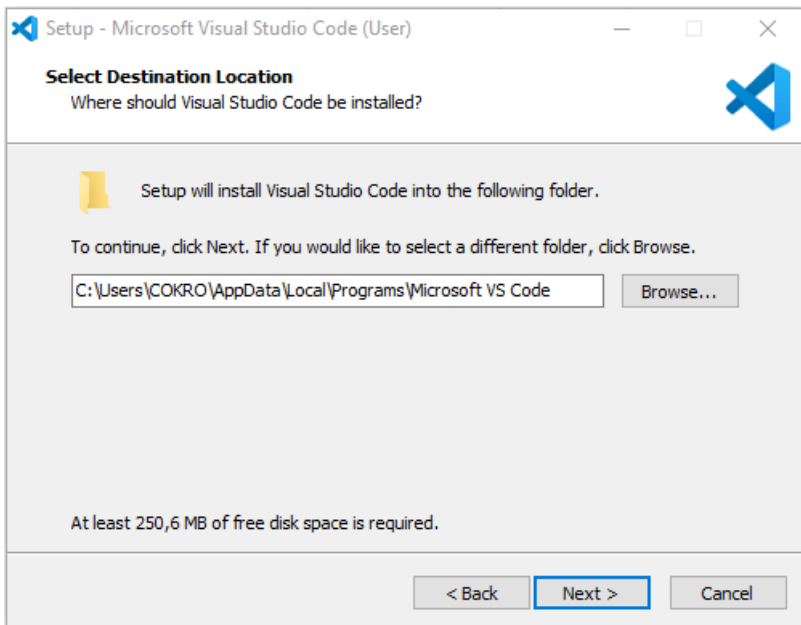 Setup - Microsoft Visual Studio Code (User)
Select Destination Location
Where should Visual Studio Code be installed?
Setup will install Visual Studio Code into the following folder.
To continue, click Next. If you would like to select a different folder, click Browse.
C:\Users\COKRO\AppData\Local\Programs\Microsoft VS Code
Browse...
At least 250,6 MB of free disk space is required.
< Back
Next >
Cancel